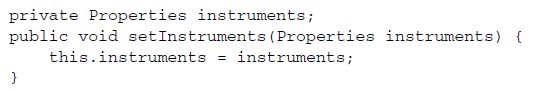 private Properties instruments;
public void setInstruments(Properties instruments) {
    this.instruments = instruments;
}